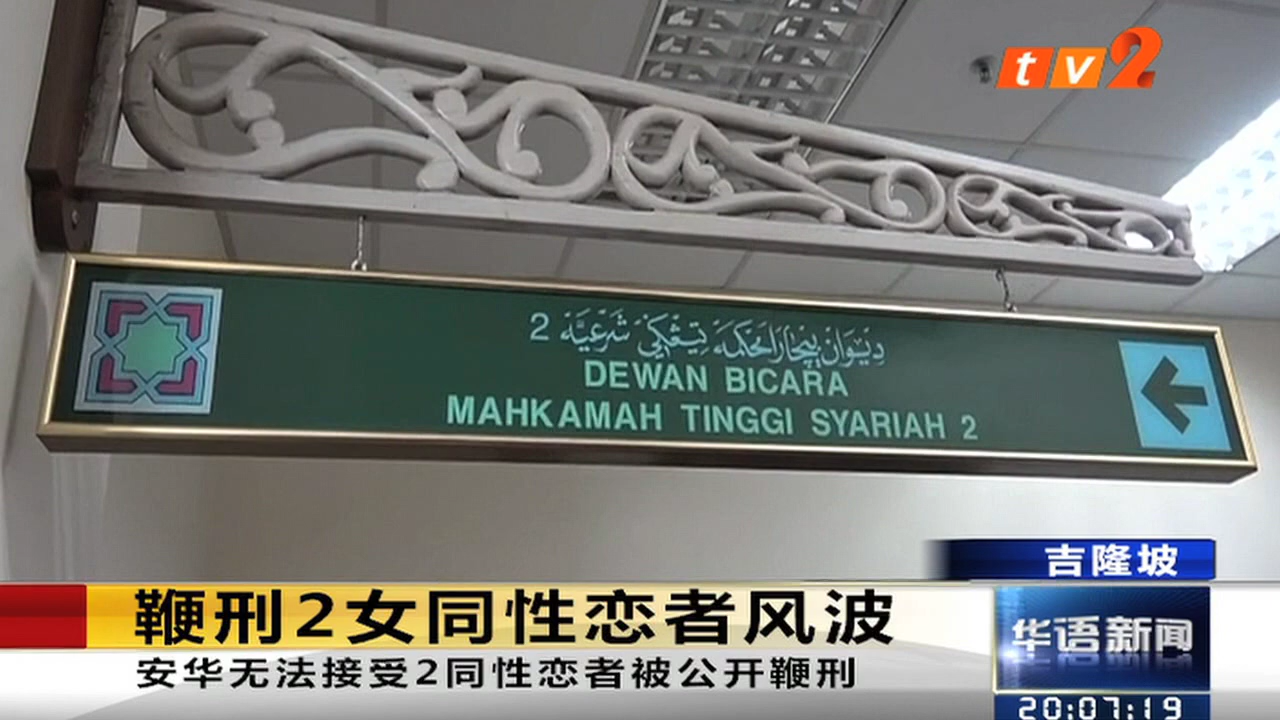 tv2
ديوان بيچارا محكمه تيڠڬي شرعية 2
DEWAN BICARA
MAHKAMAH TINGGI SYARIAH 2
吉隆坡
鞭刑2女同性恋者风波
华语新闻
安华无法接受2同性恋者被公开鞭刑
20:07:19